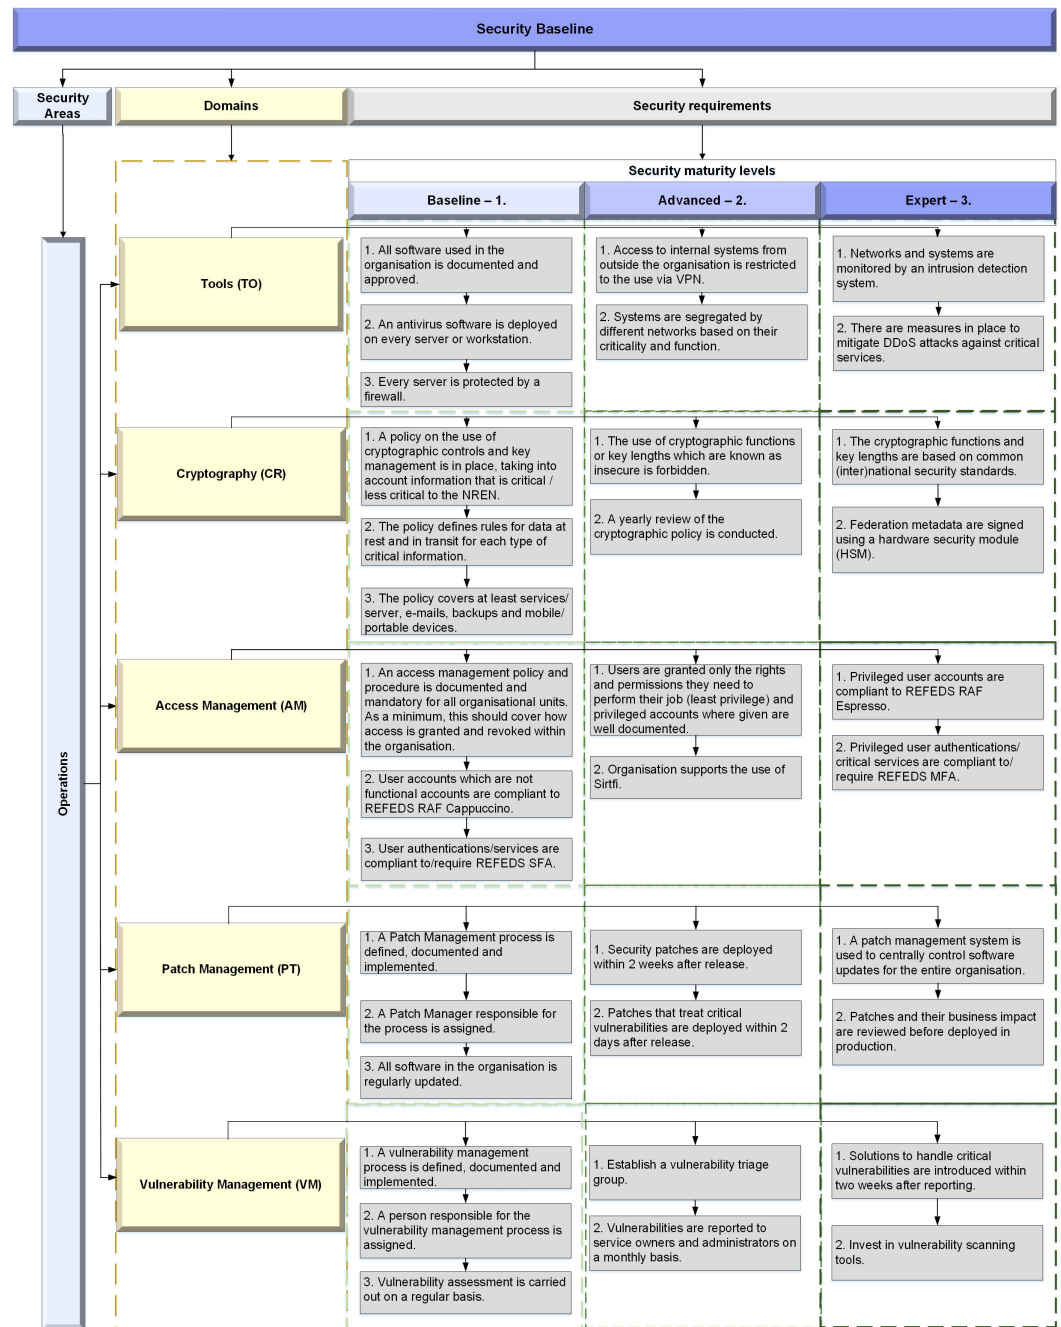 Security Baseline
Security
Areas
Domains
Security requirements
Security maturity levels
Baseline – 1.
Advanced – 2.
Expert – 3.
Operations
Tools (TO)
1. All software used in the
organisation is documented and
approved.
2. An antivirus software is deployed
on every server or workstation.
3. Every server is protected by a
firewall.
1. Access to internal systems from
outside the organisation is restricted
to the use via VPN.
2. Systems are segregated by
different networks based on their
criticality and function.
1. Networks and systems are
monitored by an intrusion detection
system.
2. There are measures in place to
mitigate DDoS attacks against critical
services.
Cryptography (CR)
1. A policy on the use of
cryptographic controls and key
management is in place, taking into
account information that is critical /
less critical to the NREN.
2. The policy defines rules for data at
rest and in transit for each type of
critical information.
3. The policy covers at least services/
server, e-mails, backups and mobile/
portable devices.
1. The use of cryptographic functions
or key lengths which are known as
insecure is forbidden.
2. A yearly review of the
cryptographic policy is conducted.
1. The cryptographic functions and
key lengths are based on common
(inter)national security standards.
2. Federation metadata are signed
using a hardware security module
(HSM).
Access Management (AM)
1. An access management policy and
procedure is documented and
mandatory for all organisational units.
As a minimum, this should cover how
access is granted and revoked within
the organisation.
2. User accounts which are not
functional accounts are compliant to
REFEDS RAF Cappuccino.
3. User authentications/services are
compliant to/require REFEDS SFA.
1. Users are granted only the rights
and permissions they need to
perform their job (least privilege) and
privileged accounts where given are
well documented.
2. Organisation supports the use of
Sirtfi.
1. Privileged user accounts are
compliant to REFEDS RAF
Espresso.
2. Privileged user authentications/
critical services are compliant to/
require REFEDS MFA.
Patch Management (PT)
1. A Patch Management process is
defined, documented and
implemented.
2. A Patch Manager responsible for
the process is assigned.
3. All software in the organisation is
regularly updated.
1. Security patches are deployed
within 2 weeks after release.
2. Patches that treat critical
vulnerabilities are deployed within 2
days after release.
1. A patch management system is
used to centrally control software
updates for the entire organisation.
2. Patches and their business impact
are reviewed before deployed in
production.
Vulnerability Management (VM)
1. A vulnerability management
process is defined, documented and
implemented.
2. A person responsible for the
vulnerability management process is
assigned.
3. Vulnerability assessment is carried
out on a regular basis.
1. Establish a vulnerability triage
group.
2. Vulnerabilities are reported to
service owners and administrators on
a monthly basis.
1. Solutions to handle critical
vulnerabilities are introduced within
two weeks after reporting.
2. Invest in vulnerability scanning
tools.